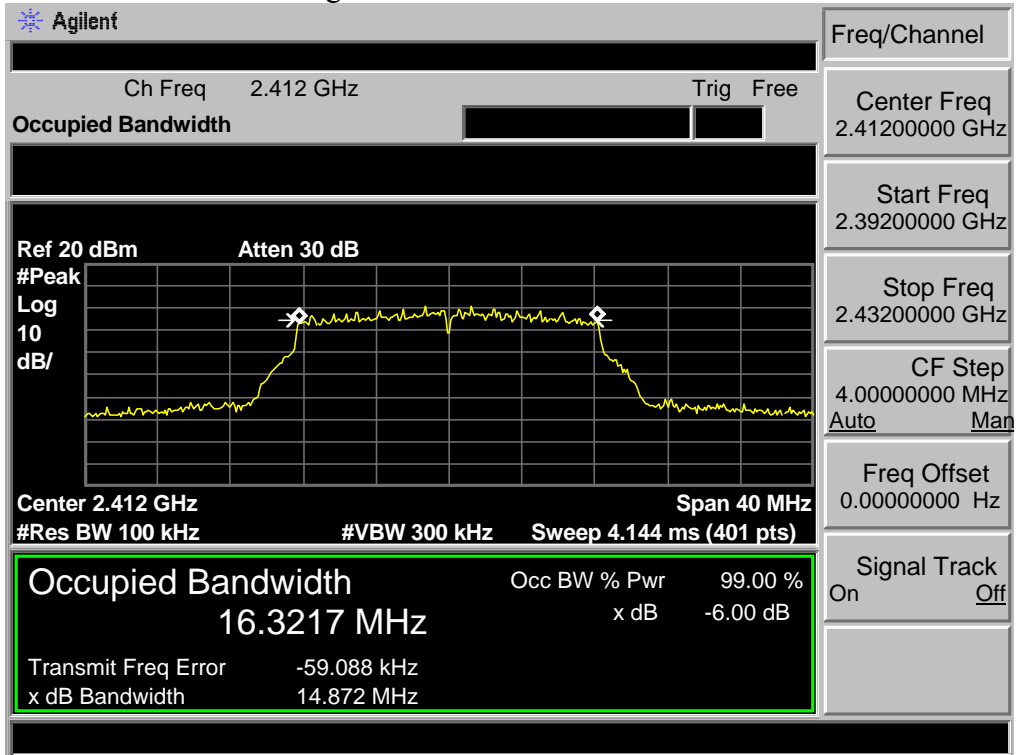 Agilent
Freq/Channel
Ch Freq 2.412 GHz Trig Free
Occupied Bandwidth
Center Freq
2.41200000 GHz
Start Freq
2.39200000 GHz
Ref 20 dBm Atten 30 dB
#Peak
Log
10
dB/
Stop Freq
2.43200000 GHz
CF Step
4.00000000 MHz
Auto Man
Freq Offset
0.00000000 Hz
Center 2.412 GHz Span 40 MHz
#Res BW 100 kHz #VBW 300 kHz Sweep 4.144 ms (401 pts)
Signal Track
On Off
Occupied Bandwidth Occ BW % Pwr 99.00 %
16.3217 MHz x dB -6.00 dB
Transmit Freq Error -59.088 kHz
x dB Bandwidth 14.872 MHz